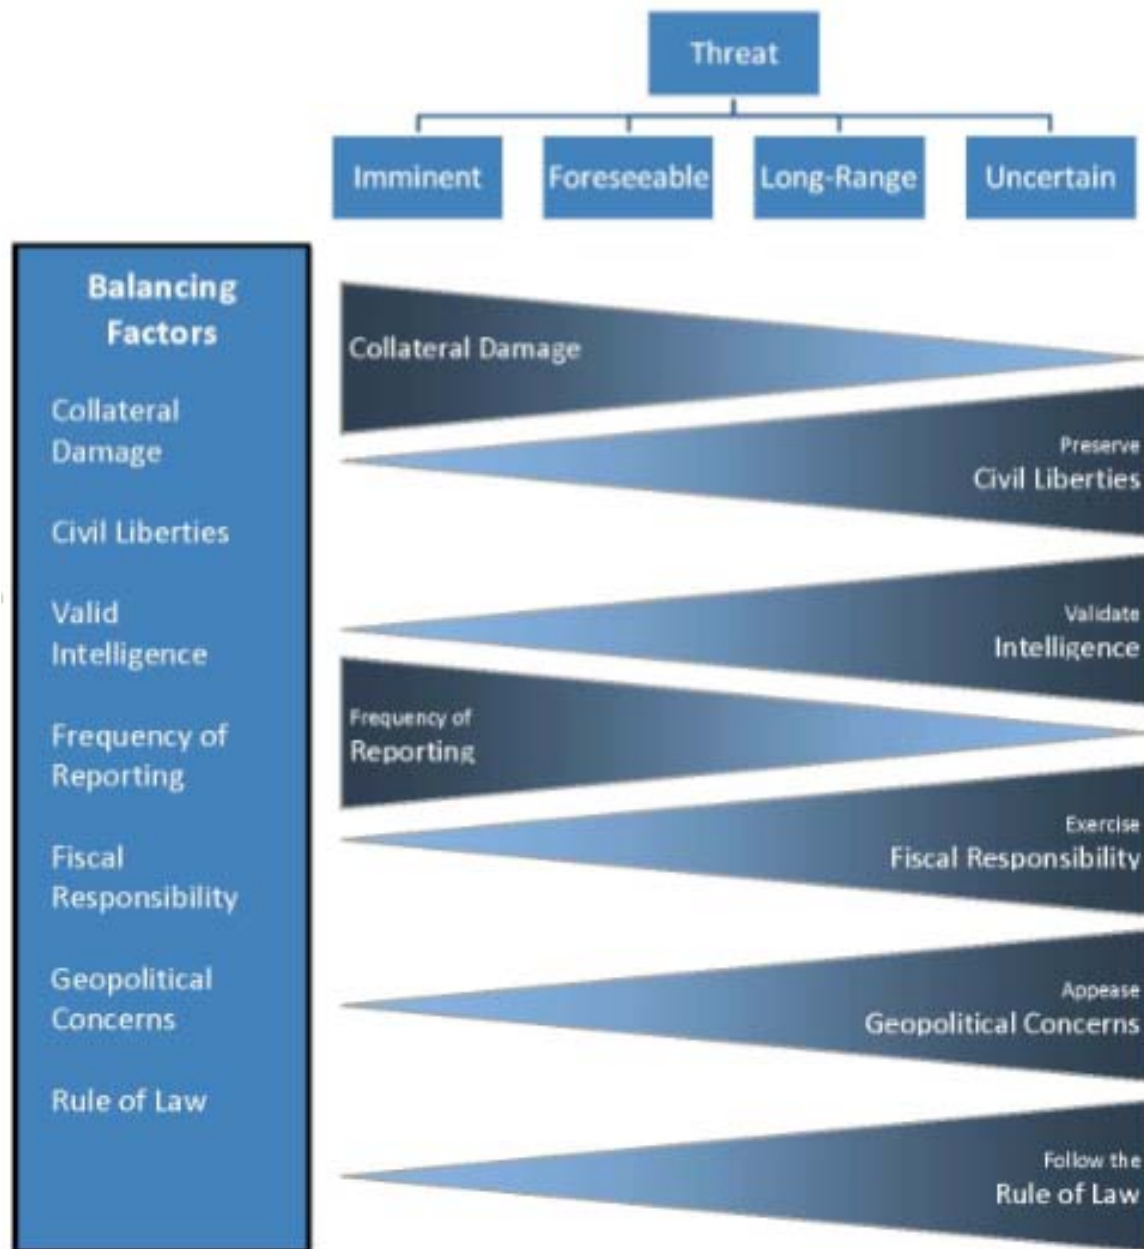 Threat
Imminent
Foreseeable
Long-Range
Uncertain
Balancing
Factors
Collateral
Damage
Civil Liberties
Valid
Intelligence
Frequency of
Reporting
Fiscal
Responsibility
Geopolitical
Concerns
Rule of Law
Collateral Damage
Preserve
Civil Liberties
Validate
Intelligence
Frequency of
Reporting
Exercise
Fiscal Responsibility
Appease
Geopolitical Concerns
Follow the
Rule of Law